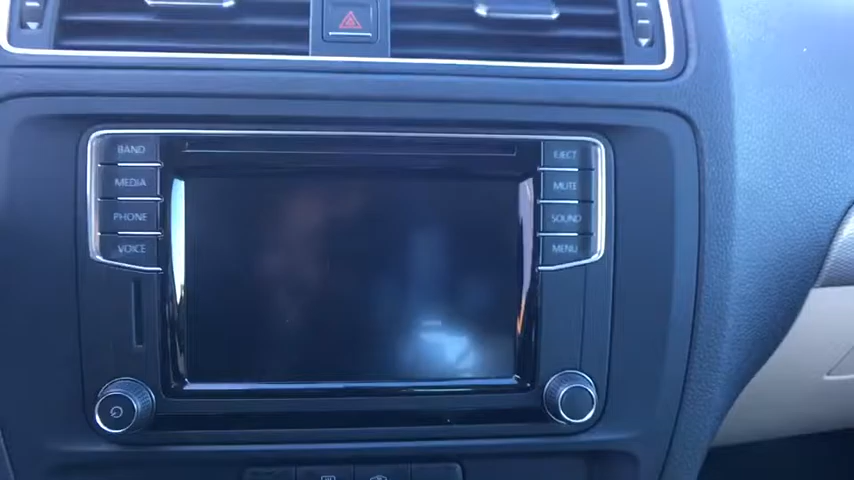 BAND
MEDIA
PHONE
VOICE
EJECT
MUTE
SOUND
MENU